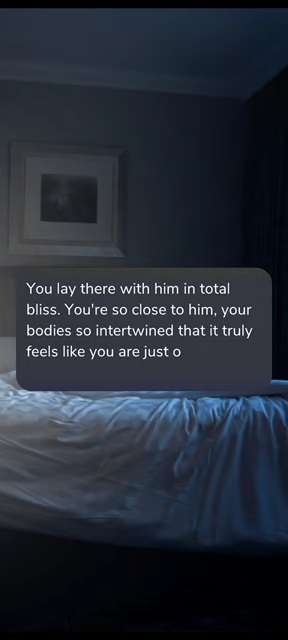 You lay there with him in total
bliss. You're so close to him, your
bodies so intertwined that it truly
feels like you are just o